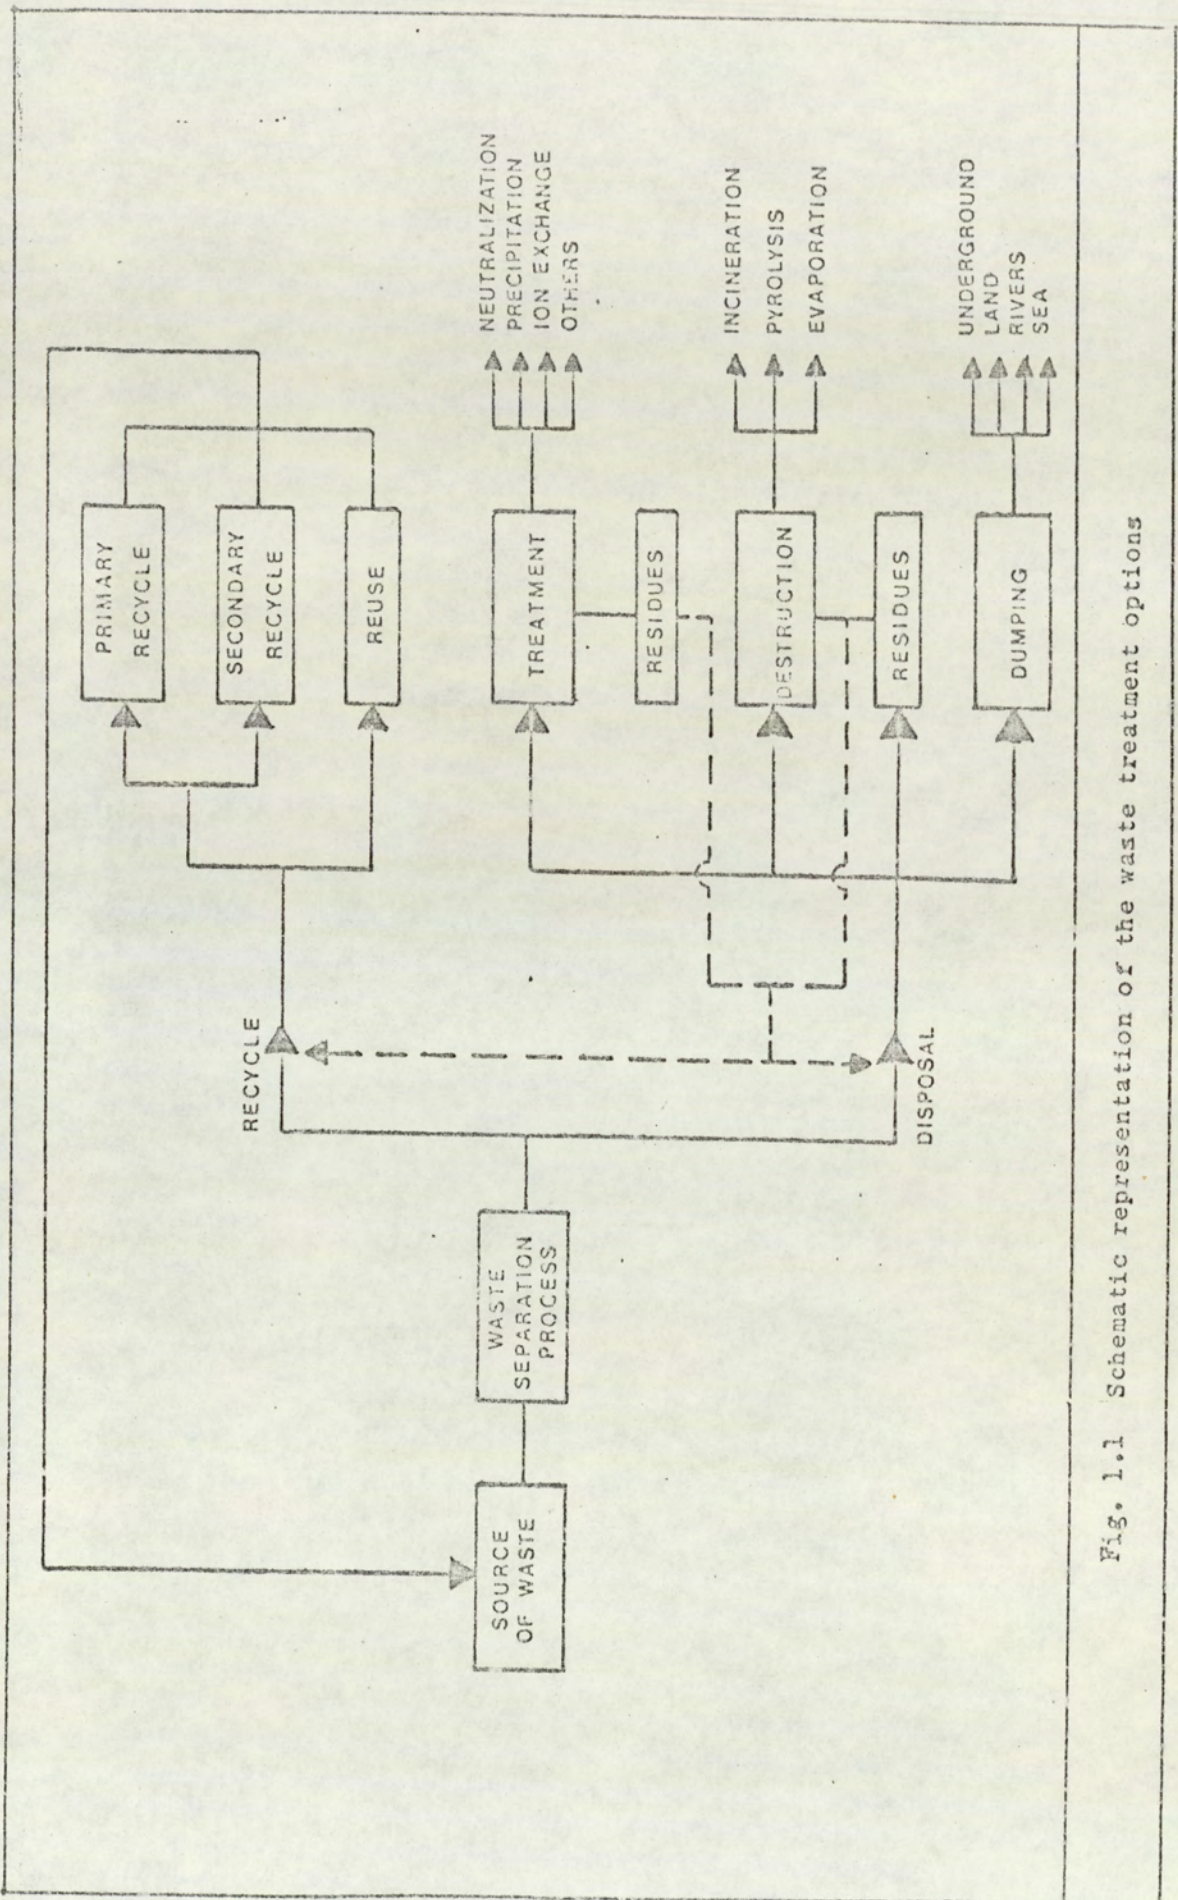 SOURCE
OF WASTE
WASTE
SEPARATION
PROCESS
RECYCLE
DISPOSAL
PRIMARY
RECYCLE
SECONDARY
RECYCLE
REUSE
TREATMENT
RESIDUES
DESTRUCTION
RESIDUES
DUMPING
NEUTRALIZATION
PRECIPITATION
ION EXCHANGE
OTHERS
INCINERATION
PYROLYSIS
EVAPORATION
UNDERGROUND
LAND
RIVERS
SEA
Fig. 1.1 Schematic representation of the waste treatment options